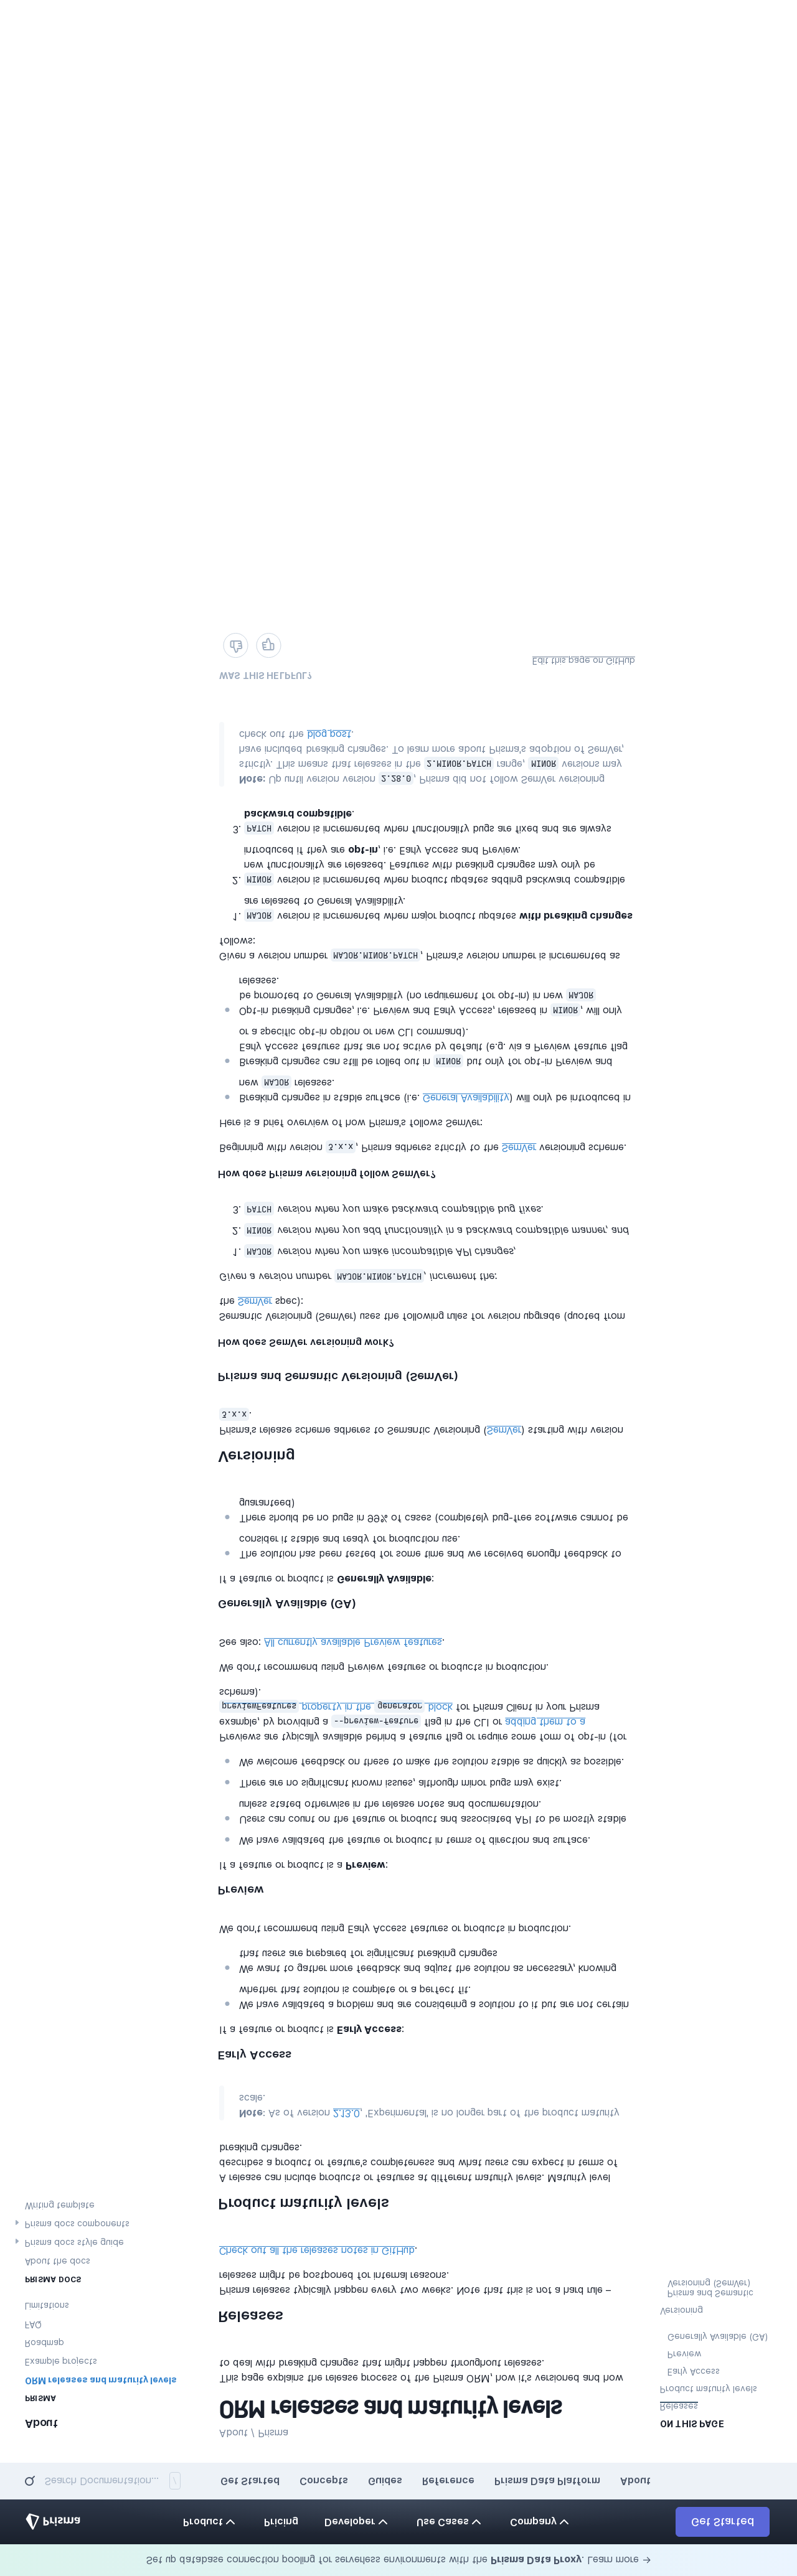 Set up database connection pooling for serverless environments with the Prisma Data Proxy. Learn more →
Prisma
Product
Pricing
Developer
Use Cases
Company
Get Started
Search Documentation...
/
Get Started
Concepts
Guides
Reference
Prisma Data Platform
About
About
PRISMA
ORM releases and maturity levels
Example projects
Roadmap
FAQ
Limitations
PRISMA DOCS
About the docs
Prisma docs style guide
Prisma docs components
Writing template
About / Prisma
ORM releases and maturity levels
This page explains the release process of the Prisma ORM, how it's versioned and how
to deal with breaking changes that might happen throughout releases.
Releases
Prisma releases typically happen every two weeks. Note that this is not a hard rule –
releases might be postponed for internal reasons.
Check out all the releases notes in GitHub.
Product maturity levels
A release can include products or features at different maturity levels. Maturity level
describes a product or feature's completeness and what users can expect in terms of
breaking changes.
Note: As of version 2.13.0, 'Experimental' is no longer part of the product maturity
scale.
Early Access
If a feature or product is Early Access:
We have validated a problem and are considering a solution to it but are not certain
whether that solution is complete or a perfect fit.
We want to gather more feedback and adjust the solution as necessary, knowing
that users are prepared for significant breaking changes
We don't recommend using Early Access features or products in production.
Preview
If a feature or product is a Preview:
We have validated the feature or product in terms of direction and surface.
Users can count on the feature or product and associated API to be mostly stable
unless stated otherwise in the release notes and documentation.
There are no significant known issues, although minor bugs may exist.
We welcome feedback on these to make the solution stable as quickly as possible.
Previews are typically available behind a feature flag or require some form of opt-in (for
example, by providing a --preview-feature flag in the CLI or adding them to a
previewFeatures property in the generator block for Prisma Client in your Prisma
schema).
We don't recommend using Preview features or products in production.
See also: All currently available Preview features.
Generally Available (GA)
If a feature or product is Generally Available:
The solution has been tested for some time and we received enough feedback to
consider it stable and ready for production use.
There should be no bugs in 99% of cases (completely bug-free software cannot be
guaranteed)
Versioning
Prisma's release scheme adheres to Semantic Versioning (SemVer) starting with version
3.x.x.
Prisma and Semantic Versioning (SemVer)
How does SemVer versioning work?
Semantic Versioning (SemVer) uses the following rules for version upgrade (quoted from
the SemVer spec):
Given a version number MAJOR.MINOR.PATCH, increment the:
1. MAJOR version when you make incompatible API changes,
2. MINOR version when you add functionality in a backward compatible manner, and
3. PATCH version when you make backward compatible bug fixes.
How does Prisma versioning follow SemVer?
Beginning with version 3.x.x, Prisma adheres strictly to the SemVer versioning scheme.
Here is a brief overview of how Prisma's follows SemVer:
Breaking changes in stable surface (i.e. General Availability) will only be introduced in
new MAJOR releases.
Breaking changes can still be rolled out in MINOR but only for opt-in Preview and
Early Access features that are not active by default (e.g. via a Preview feature flag
or a specific opt-in option or new CLI command).
Opt-in breaking changes, i.e. Preview and Early Access, released in MINOR, will only
be promoted to General Availability (no requirement for opt-in) in new MAJOR
releases.
Given a version number MAJOR.MINOR.PATCH, Prisma's version number is incremented as
follows:
1. MAJOR version is incremented when major product updates with breaking changes
are released to General Availability.
2. MINOR version is incremented when product updates adding backward compatible
new functionality are released. Features with breaking changes may only be
introduced if they are opt-in, i.e. Early Access and Preview.
3. PATCH version is incremented when functionality bugs are fixed and are always
backward compatible.
Note: Up until version version 2.28.0, Prisma did not follow SemVer versioning
strictly. This means that releases in the 2.MINOR.PATCH range, MINOR versions may
have included breaking changes. To learn more about Prisma's adoption of SemVer,
check out the blog post.
WAS THIS HELPFUL?
Edit this page on GitHub
ON THIS PAGE
Releases
Product maturity levels
Early Access
Preview
Generally Available (GA)
Versioning
Prisma and Semantic
Versioning (SemVer)